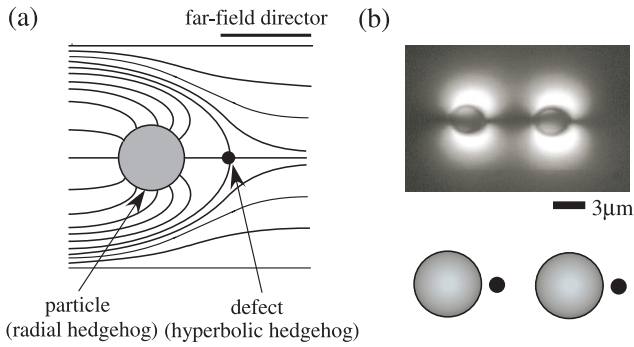 (a)
far-field director
particle
(radial hedgehog)
defect
(hyperbolic hedgehog)
(b)
3μm